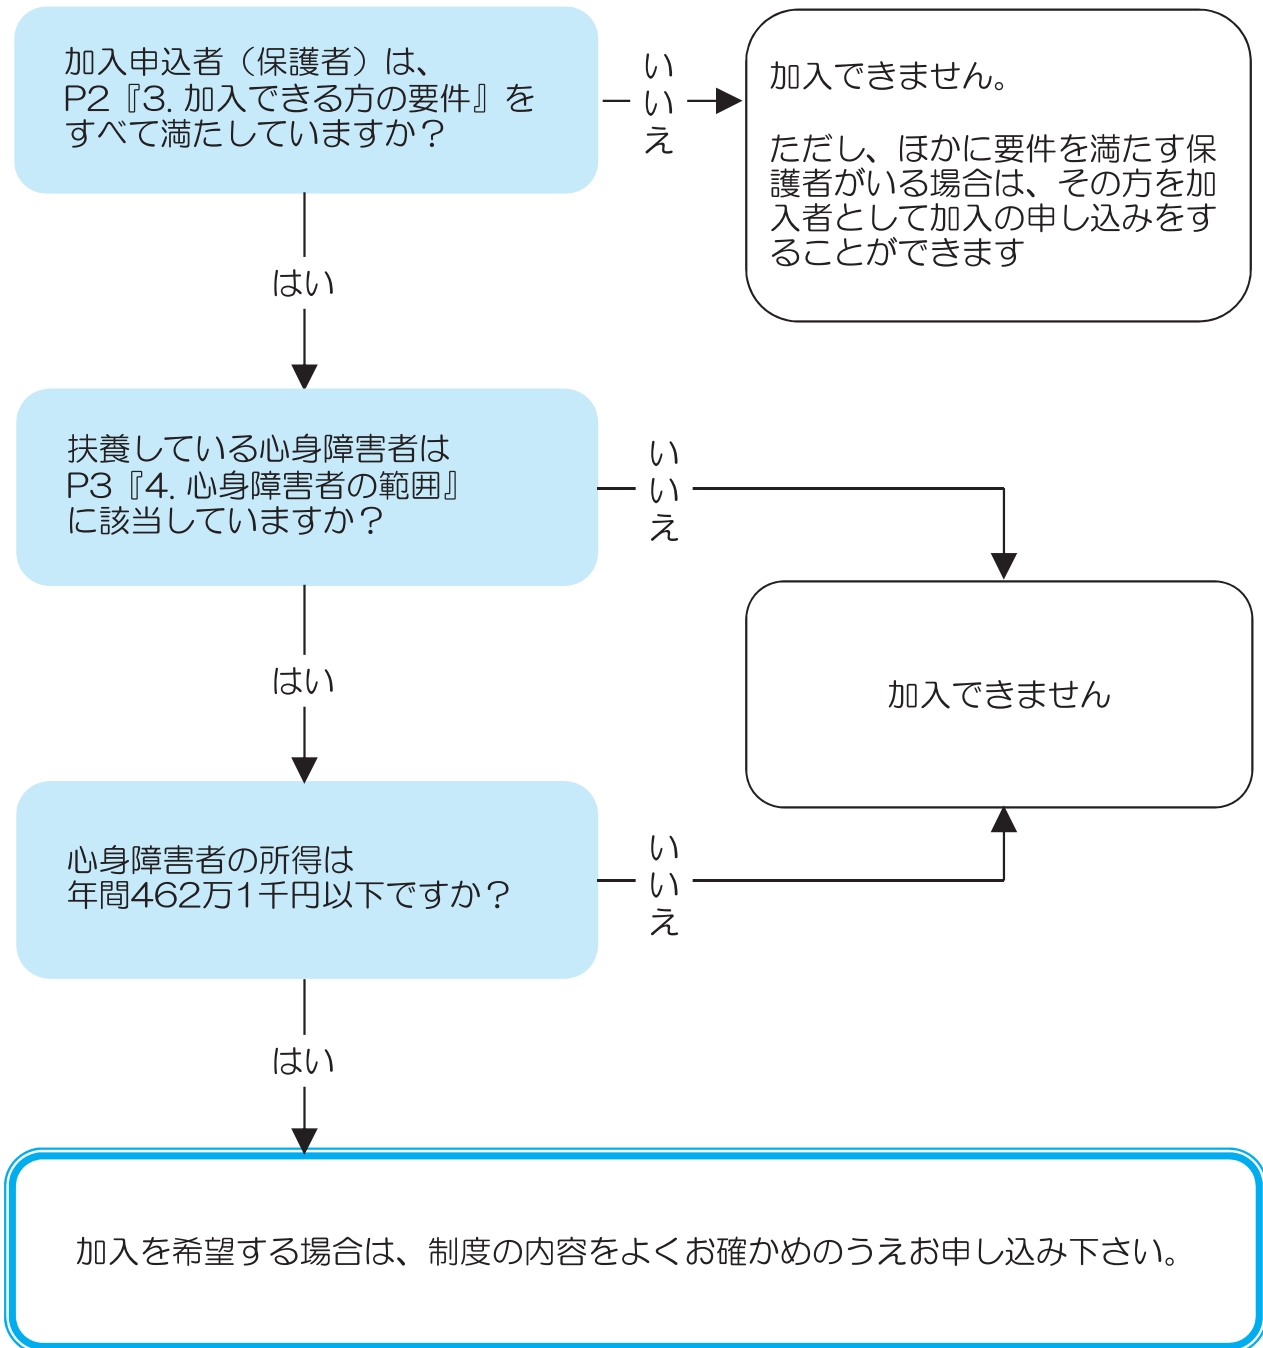 加入申込者（保護者）は、
P2『3. 加入できる方の要件』を
すべて満たしていますか？
いいえ
加入できません。
ただし、ほかに要件を満たす保
護者がいる場合は、その方を加
入者として加入の申し込みをす
ることができます
はい
扶養している心身障害者は
P3『4. 心身障害者の範囲』
に該当していますか？
いいえ
加入できません
はい
心身障害者の所得は
年間462万1千円以下ですか？
いいえ
はい
加入を希望する場合は、制度の内容をよくお確かめのうえお申し込み下さい。